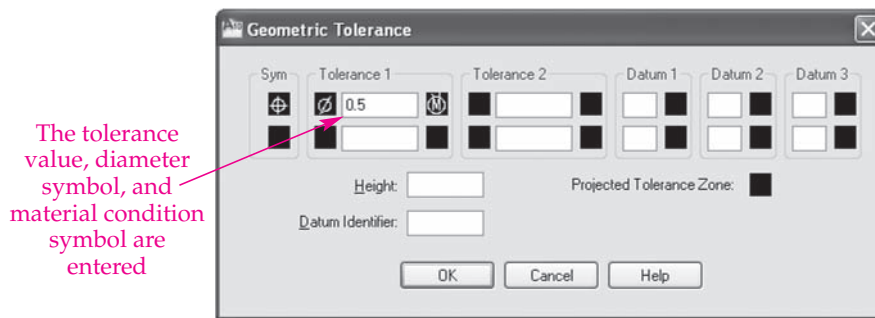 Geometric Tolerance
Sym Tolerance 1 Tolerance 2 Datum 1 Datum 2 Datum 3
⌖ Ø 0.5 Ⓜ
The tolerance
value, diameter
symbol, and
material condition
symbol are
entered
Height: Projected Tolerance Zone:
Datum Identifier:
OK Cancel Help